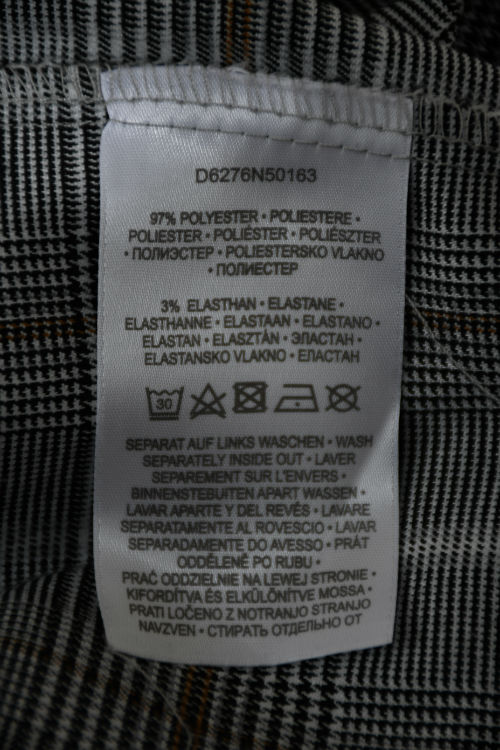 D6276N50163
97% POLYESTER • POLIESTERE •
POLIESTER • POLIÉSTER • POLIÉSZTER
• ПОЛИЭСТЕР • POLIESTERSKO VLAKNO
• ПОЛИЕСТЕР
3% ELASTHAN • ELASTANE •
ELASTHANNE • ELASTAAN • ELASTANO •
ELASTAN • ELASZTÁN • ЭЛАСТАН •
ELASTANSKO VLAKNO • ЕЛАСТАН
30
SEPARAT AUF LINKS WASCHEN • WASH
SEPARATELY INSIDE OUT • LAVER
SEPAREMENT SUR L'ENVERS •
BINNENSTEBUITEN APART WASSEN •
LAVAR APARTE Y DEL REVÉS • LAVARE
SEPARATAMENTE AL ROVESCIO • LAVAR
SEPARADAMENTE DO AVESSO • PRÁT
ODDĚLENĚ PO RUBU •
PRAĆ ODDZIELNIE NA LEWEJ STRONIE •
KIFORDÍTVA ÉS ELKÜLÖNÍTVE MOSSA •
PRATI LOČENO Z NOTRANJO STRANJO
NAVZVEN • СТИРАТЬ ОТДЕЛЬНО ОТ